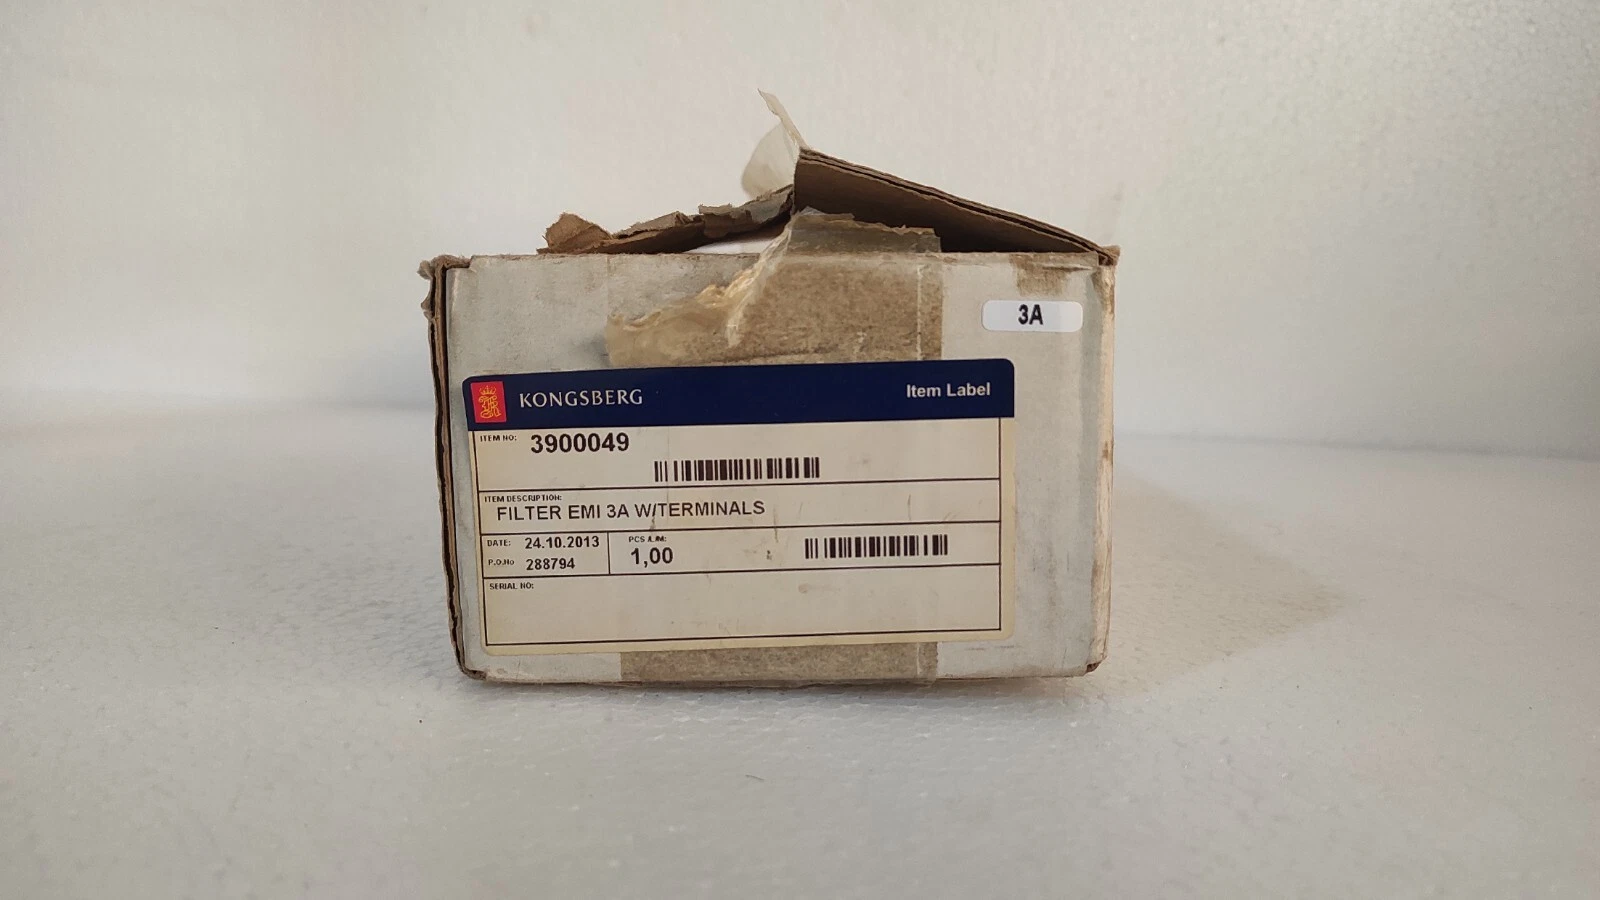 3A
KONGSBERG
Item Label
ITEM NO: 3900049
ITEM DESCRIPTION:
FILTER EMI 3A W/TERMINALS
DATE: 24.10.2013
P.O.No 288794
PCS
1,00
SERIAL NO: